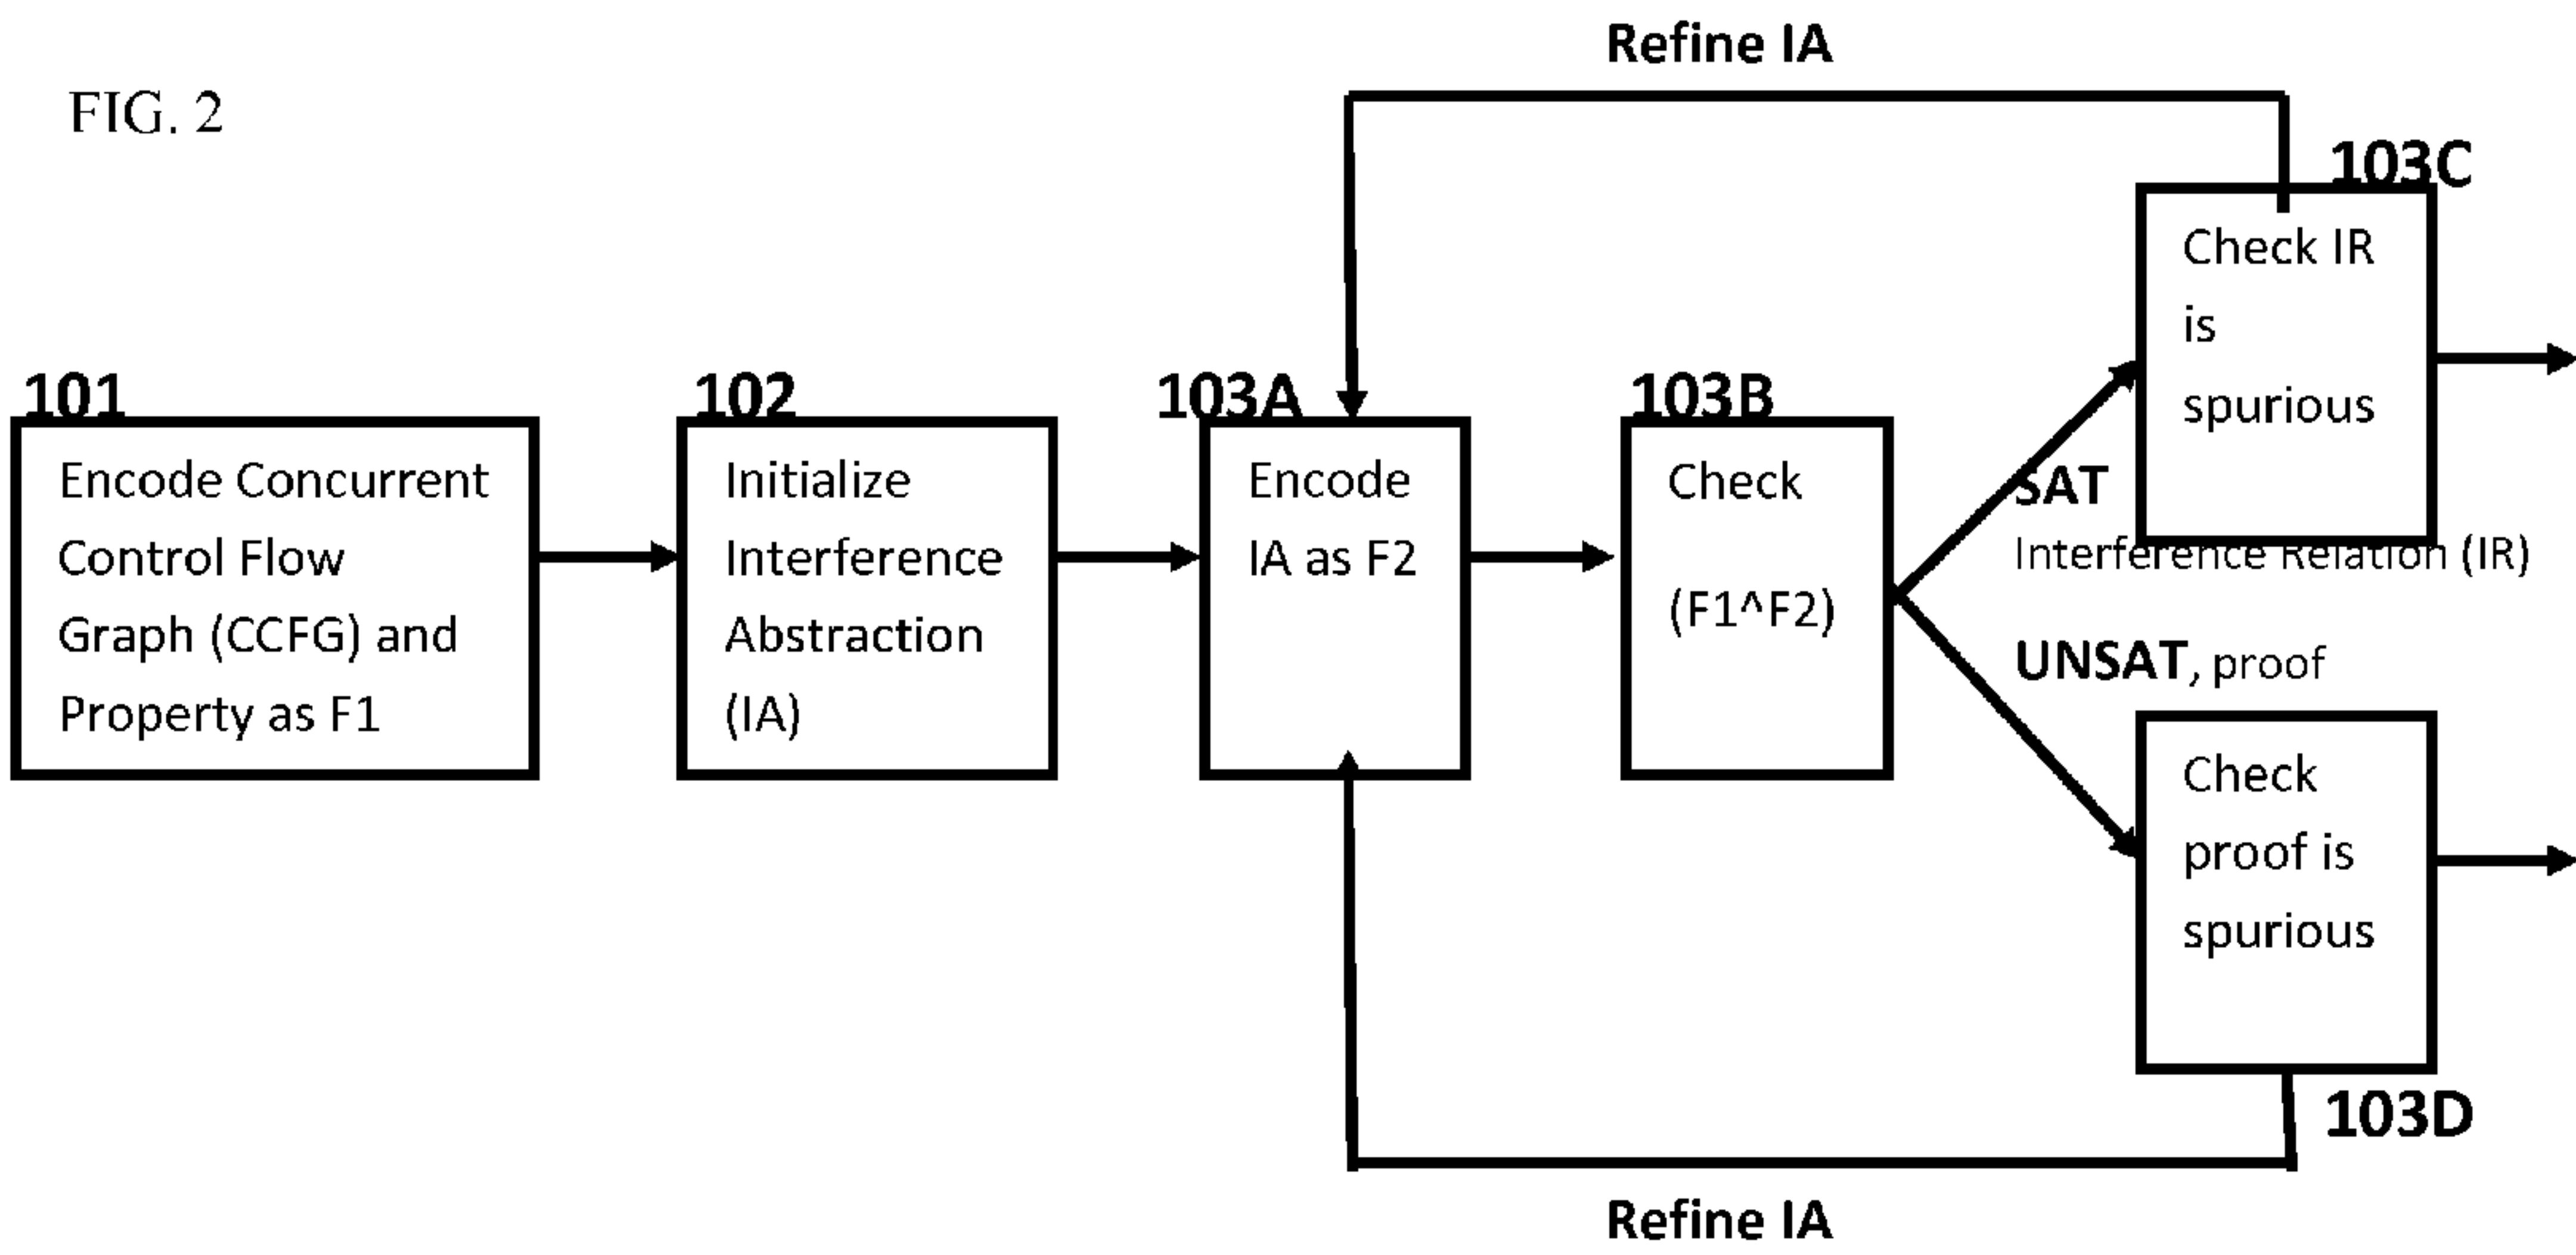 Refine IA
FIG. 2
103C
Check IR
is
spurious
101
102
103A
103B
Encode Concurrent
Control Flow
Graph (CCFG) and
Property as F1
Initialize
Interference
Abstraction
(IA)
Encode
IA as F2
Check
(F1^F2)
SAT
Interference Relation (IR)
UNSAT, proof
Check
proof is
spurious
103D
Refine IA